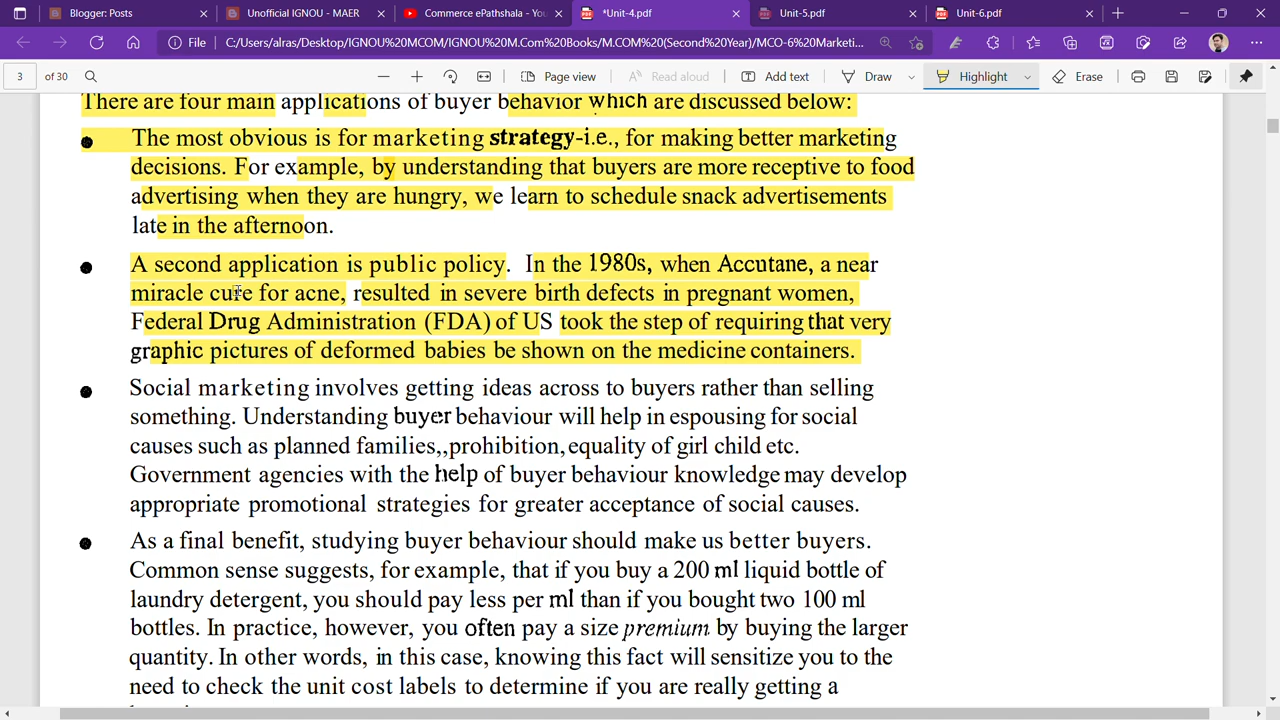 Blogger: Posts
Unofficial IGNOU - MAER
Commerce ePathshala - Yo
*Unit-4.pdf
Unit-5.pdf
Unit-6.pdf
File C:/Users/alras/Desktop/IGNOU%20MCOM/IGNOU%20M.Com%20Books/M.COM%20(Second%20Year)/MCO-6%20Marketi...
3 of 30 Page view Read aloud Add text Draw Highlight Erase
There are four main applications of buyer behavior which are discussed below:
The most obvious is for marketing strategy-i.e., for making better marketing
decisions. For example, by understanding that buyers are more receptive to food
advertising when they are hungry, we learn to schedule snack advertisements
late in the afternoon.
A second application is public policy. In the 1980s, when Accutane, a near
miracle cure for acne, resulted in severe birth defects in pregnant women,
Federal Drug Administration (FDA) of US took the step of requiring that very
graphic pictures of deformed babies be shown on the medicine containers.
Social marketing involves getting ideas across to buyers rather than selling
something. Understanding buyer behaviour will help in espousing for social
causes such as planned families,,prohibition, equality of girl child etc.
Government agencies with the help of buyer behaviour knowledge may develop
appropriate promotional strategies for greater acceptance of social causes.
As a final benefit, studying buyer behaviour should make us better buyers.
Common sense suggests, for example, that if you buy a 200 ml liquid bottle of
laundry detergent, you should pay less per ml than if you bought two 100 ml
bottles. In practice, however, you often pay a size premium by buying the larger
quantity. In other words, in this case, knowing this fact will sensitize you to the
need to check the unit cost labels to determine if you are really getting a